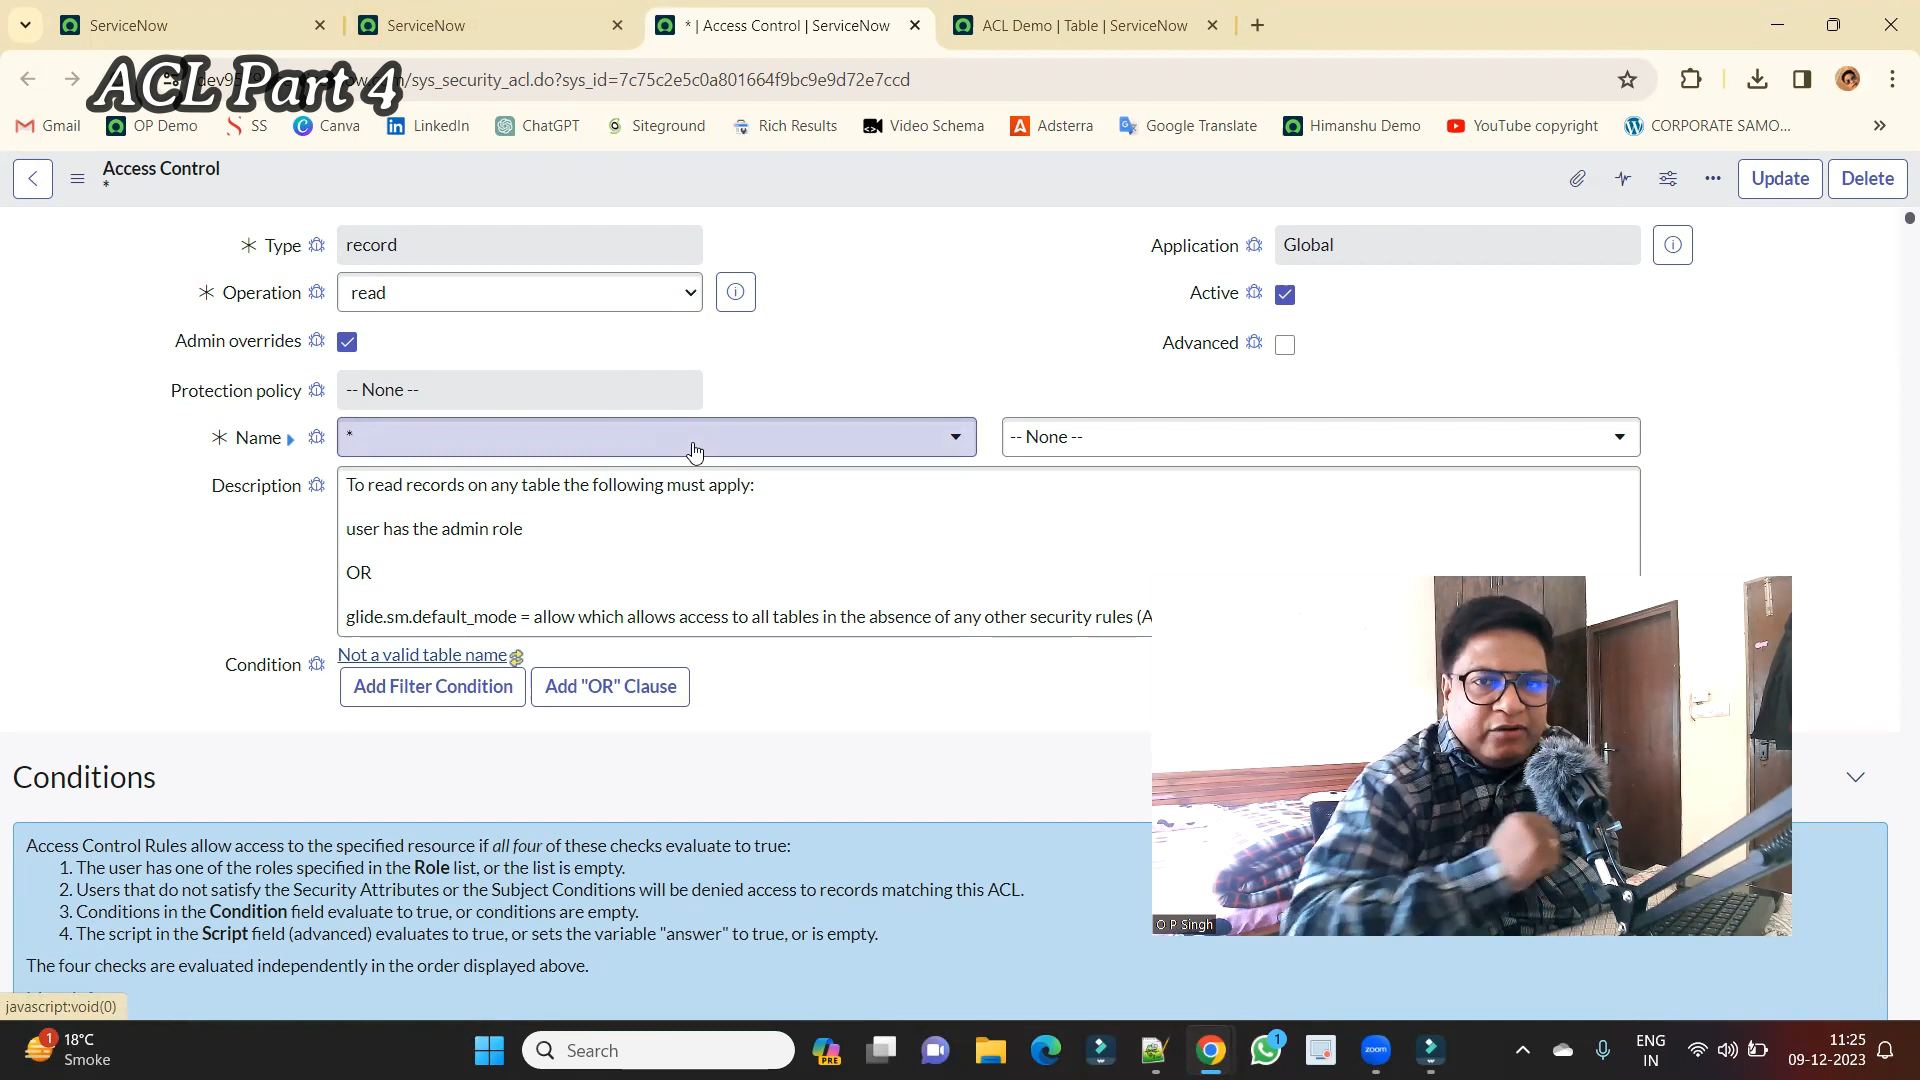 ServiceNow
ServiceNow
* | Access Control | ServiceNow
ACL Demo | Table | ServiceNow
ACL Part 4
/sys_security_acl.do?sys_id=7c75c2e5c0a801664f9bc9e9d72e7ccd
Gmail
OP Demo
SS
Canva
LinkedIn
ChatGPT
Siteground
Rich Results
Video Schema
Adsterra
Google Translate
Himanshu Demo
YouTube copyright
CORPORATE SAMO...
Access Control
*
Update
Delete
Type
record
Application
Global
Operation
read
Active
Admin overrides
Advanced
Protection policy
-- None --
Name
*
-- None --
Description
To read records on any table the following must apply:
user has the admin role
OR
glide.sm.default_mode = allow which allows access to all tables in the absence of any other security rules (A
Condition
Not a valid table name
Add Filter Condition
Add "OR" Clause
Conditions
Access Control Rules allow access to the specified resource if all four of these checks evaluate to true:
1. The user has one of the roles specified in the Role list, or the list is empty.
2. Users that do not satisfy the Security Attributes or the Subject Conditions will be denied access to records matching this ACL.
3. Conditions in the Condition field evaluate to true, or conditions are empty.
4. The script in the Script field (advanced) evaluates to true, or sets the variable "answer" to true, or is empty.
The four checks are evaluated independently in the order displayed above.
O P Singh
javascript:void(0)
1
18°C
Smoke
Search
PRE
zoom
1
ENG
IN
11:25
09-12-2023